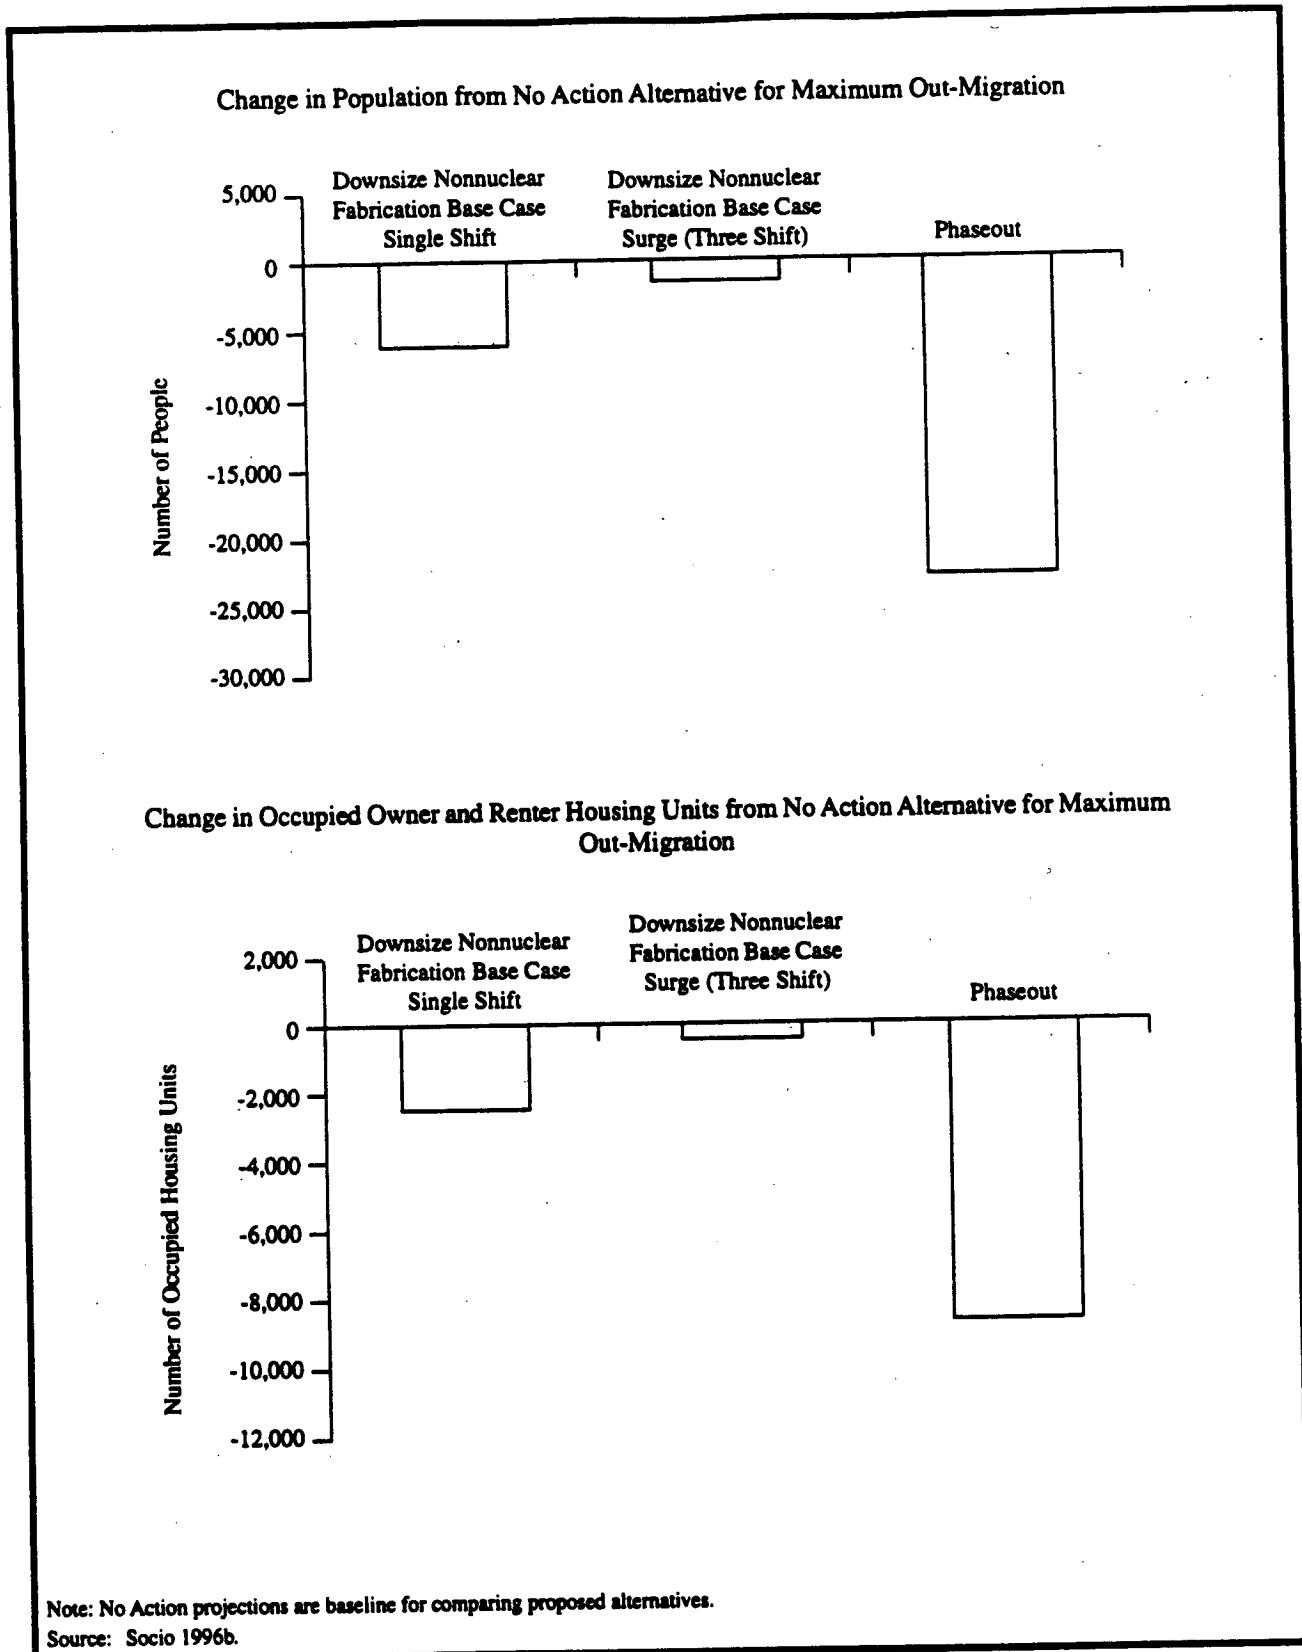 Change in Population from No Action Alternative for Maximum Out-Migration
Downsize Nonnuclear
Fabrication Base Case
Single Shift
Downsize Nonnuclear
Fabrication Base Case
Surge (Three Shift)
Phaseout
5,000
0
-5,000
-10,000
-15,000
-20,000
-25,000
-30,000
Number of People
Change in Occupied Owner and Renter Housing Units from No Action Alternative for Maximum
Out-Migration
Downsize Nonnuclear
Fabrication Base Case
Single Shift
Downsize Nonnuclear
Fabrication Base Case
Surge (Three Shift)
Phaseout
2,000
0
-2,000
-4,000
-6,000
-8,000
-10,000
-12,000
Number of Occupied Housing Units
Note: No Action projections are baseline for comparing proposed alternatives.
Source: Socio 1996b.